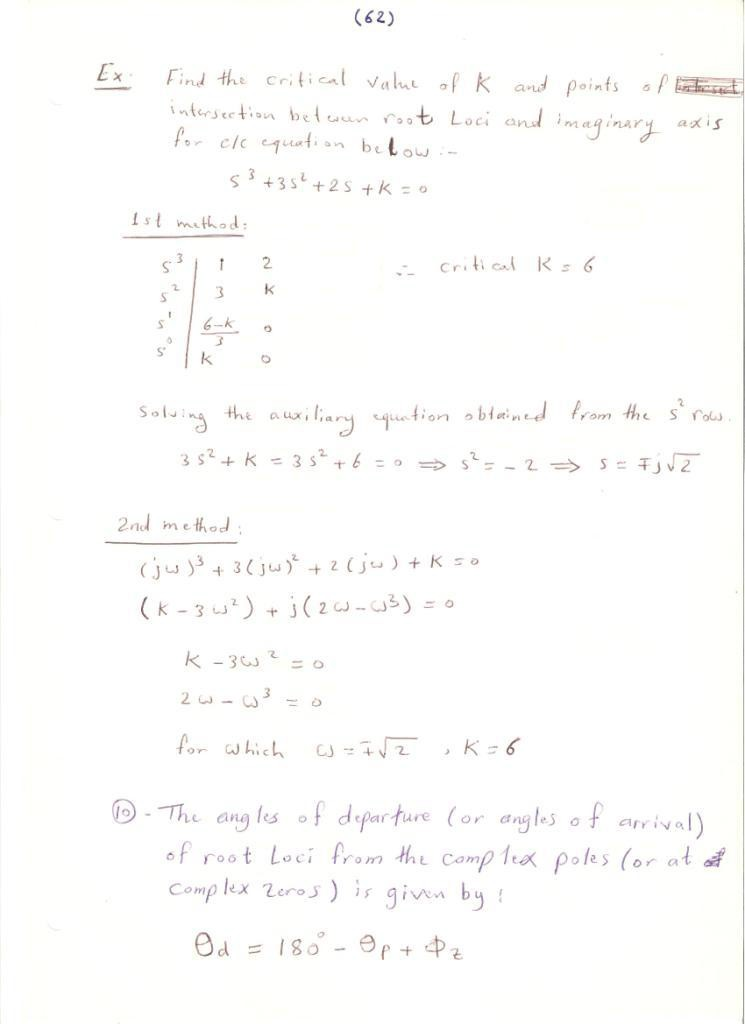 (62)
Ex. Find the critical value of K and points of
intersection between root Loci and imaginary axis
for c/c equation below :-
s³ + 3s² + 2s + K = 0
1st method:
s³ | 1 2
∴ critical K = 6
s² | 3 K
s¹ | (6-K)/3 0
s⁰ | K 0
Solving the auxiliary equation obtained from the s² row.
3s² + K = 3s² + 6 = 0 ⇒ s² = -2 ⇒ s = ∓j√2
2nd method:
(jω)³ + 3(jω)² + 2(jω) + K = 0
(K - 3ω²) + j(2ω - ω³) = 0
K - 3ω² = 0
2ω - ω³ = 0
for which ω = ∓√2 , K = 6
⑩ - The angles of departure (or angles of arrival)
of root Loci from the complex poles (or at
complex zeros) is given by :
θd = 180° - θp + Φz